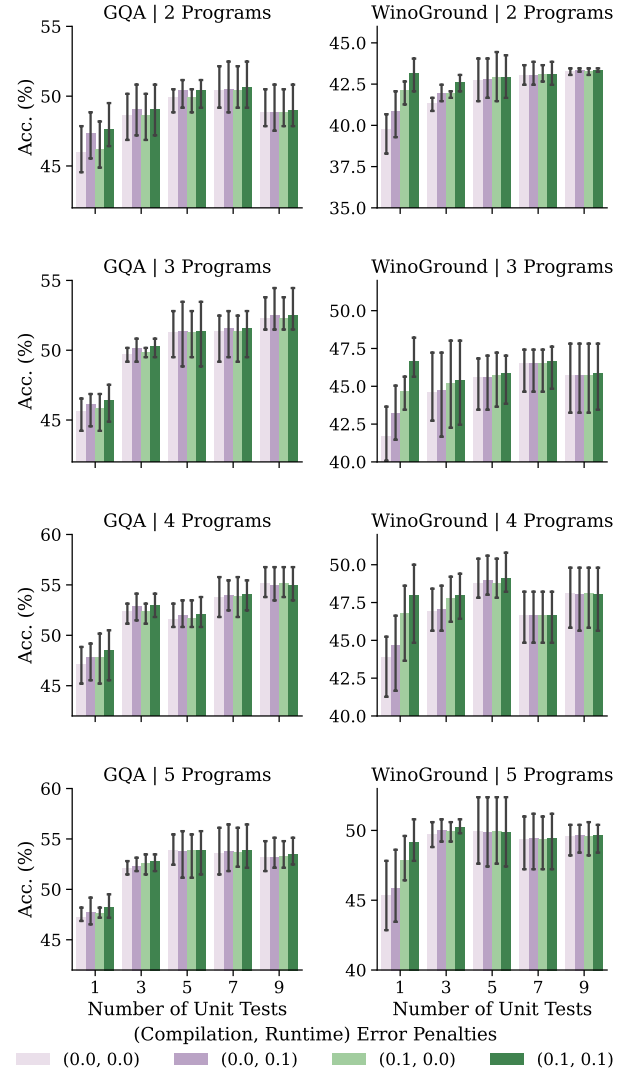 GQA | 2 Programs
55
50
45
Acc. (%)
WinoGround | 2 Programs
45.0
42.5
40.0
37.5
35.0
GQA | 3 Programs
55
50
45
Acc. (%)
WinoGround | 3 Programs
50.0
47.5
45.0
42.5
40.0
GQA | 4 Programs
60
55
50
45
Acc. (%)
WinoGround | 4 Programs
50.0
47.5
45.0
42.5
40.0
GQA | 5 Programs
60
55
50
45
Acc. (%)
1 3 5 7 9
Number of Unit Tests
WinoGround | 5 Programs
50
45
40
1 3 5 7 9
Number of Unit Tests
(Compilation, Runtime) Error Penalties
(0.0, 0.0) (0.0, 0.1) (0.1, 0.0) (0.1, 0.1)